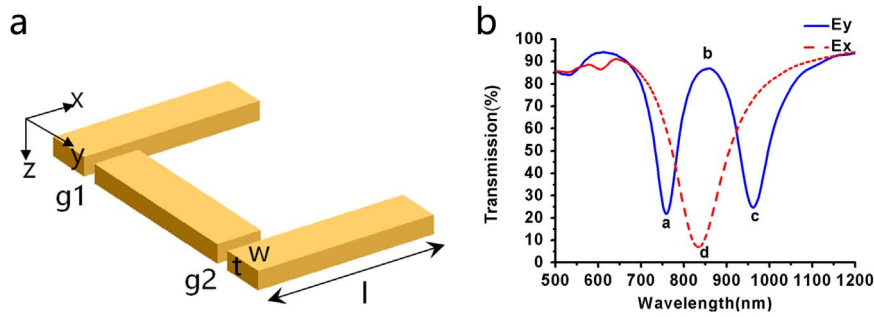 a
x
y
z
g1
g2
w
t
l
b
Ey
Ex
100
90
80
70
60
50
40
30
20
10
0
Transmission(%)
b
a
c
d
500 600 700 800 900 1000 1100 1200
Wavelength(nm)